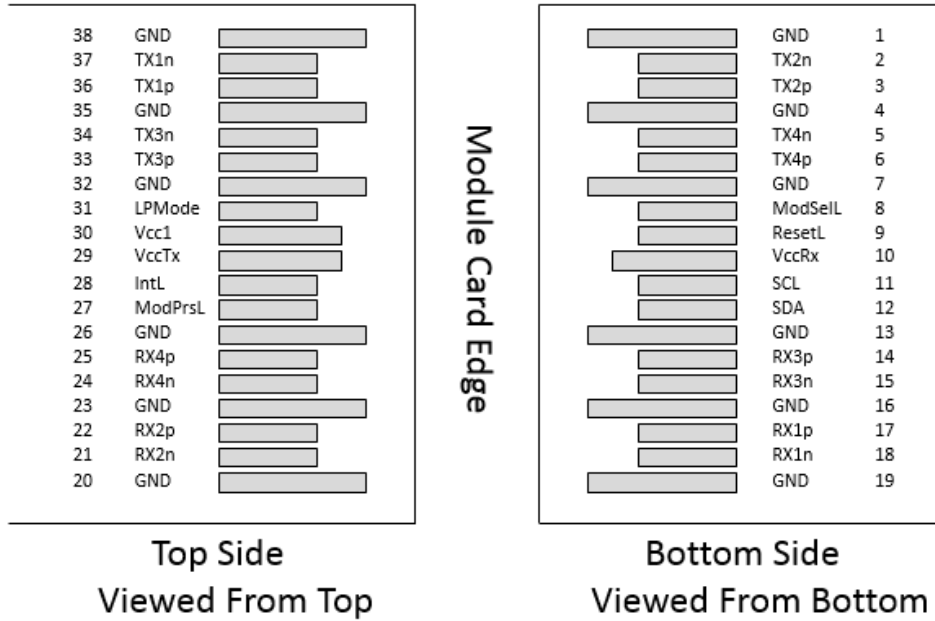 38 GND
37 TX1n
36 TX1p
35 GND
34 TX3n
33 TX3p
32 GND
31 LPMode
30 Vcc1
29 VccTx
28 IntL
27 ModPrsL
26 GND
25 RX4p
24 RX4n
23 GND
22 RX2p
21 RX2n
20 GND
Top Side
Viewed From Top
Module Card Edge
GND 1
TX2n 2
TX2p 3
GND 4
TX4n 5
TX4p 6
GND 7
ModSelL 8
ResetL 9
VccRx 10
SCL 11
SDA 12
GND 13
RX3p 14
RX3n 15
GND 16
RX1p 17
RX1n 18
GND 19
Bottom Side
Viewed From Bottom